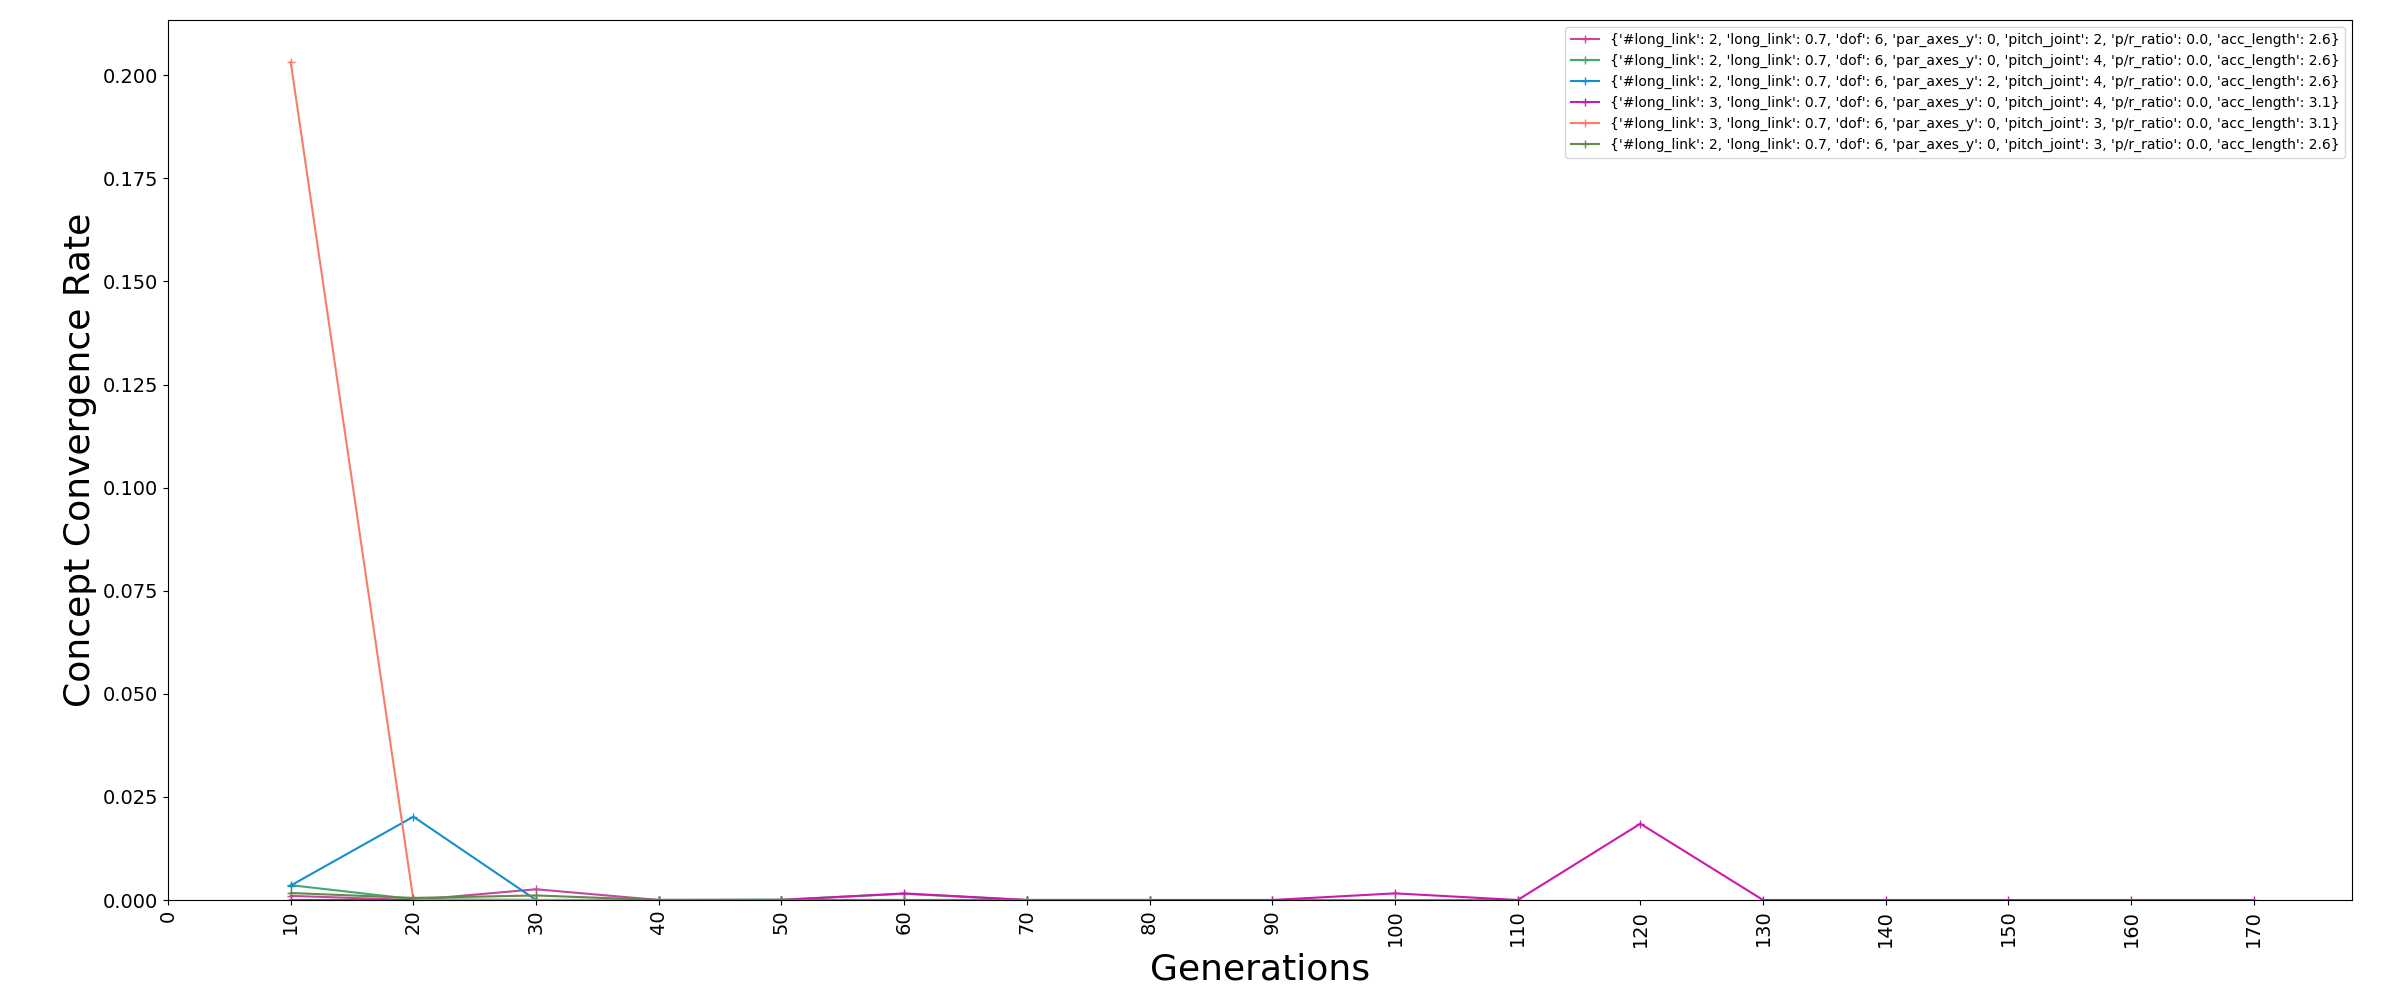 {'#long_link': 2, 'long_link': 0.7, 'dof': 6, 'par_axes_y': 0, 'pitch_joint': 2, 'p/r_ratio': 0.0, 'acc_length': 2.6}
{'#long_link': 2, 'long_link': 0.7, 'dof': 6, 'par_axes_y': 0, 'pitch_joint': 4, 'p/r_ratio': 0.0, 'acc_length': 2.6}
{'#long_link': 2, 'long_link': 0.7, 'dof': 6, 'par_axes_y': 2, 'pitch_joint': 4, 'p/r_ratio': 0.0, 'acc_length': 2.6}
{'#long_link': 3, 'long_link': 0.7, 'dof': 6, 'par_axes_y': 0, 'pitch_joint': 4, 'p/r_ratio': 0.0, 'acc_length': 3.1}
{'#long_link': 3, 'long_link': 0.7, 'dof': 6, 'par_axes_y': 0, 'pitch_joint': 3, 'p/r_ratio': 0.0, 'acc_length': 3.1}
{'#long_link': 2, 'long_link': 0.7, 'dof': 6, 'par_axes_y': 0, 'pitch_joint': 3, 'p/r_ratio': 0.0, 'acc_length': 2.6}
Concept Convergence Rate
0.200
0.175
0.150
0.125
0.100
0.075
0.050
0.025
0.000
0 10 20 30 40 50 60 70 80 90 100 110 120 130 140 150 160 170
Generations